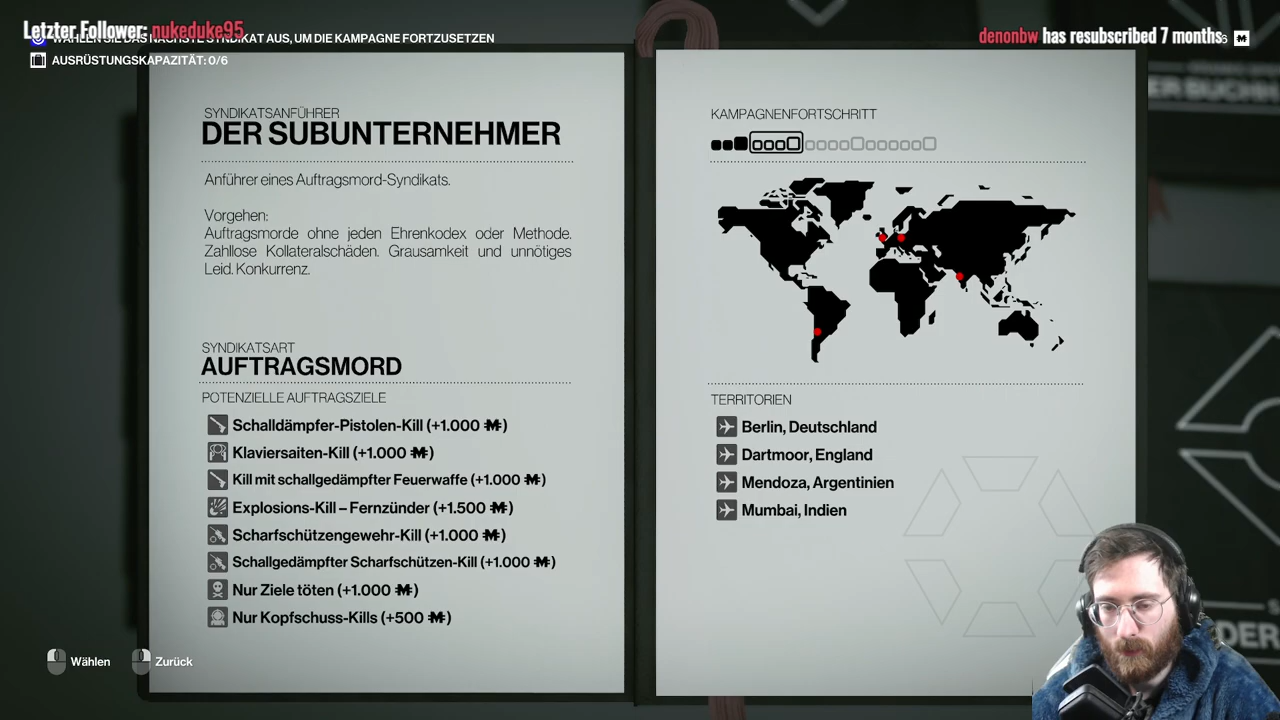 Letzter Follower: nukeduke95
WÄHLEN SIE DAS NÄCHSTE SYNDIKAT AUS, UM DIE KAMPAGNE FORTZUSETZEN
denonbw has resubscribed 7 months
AUSRÜSTUNGSKAPAZITÄT: 0/6
SYNDIKATSANFÜHRER
DER SUBUNTERNEHMER
Anführer eines Auftragsmord-Syndikats.
Vorgehen:
Auftragsmorde ohne jeden Ehrenkodex oder Methode.
Zahllose Kollateralschäden. Grausamkeit und unnötiges
Leid. Konkurrenz.
SYNDIKATSART
AUFTRAGSMORD
POTENZIELLE AUFTRAGSZIELE
Schalldämpfer-Pistolen-Kill (+1.000)
Klaviersaiten-Kill (+1.000)
Kill mit schallgedämpfter Feuerwaffe (+1.000)
Explosions-Kill – Fernzünder (+1.500)
Scharfschützengewehr-Kill (+1.000)
Schallgedämpfter Scharfschützen-Kill (+1.000)
Nur Ziele töten (+1.000)
Nur Kopfschuss-Kills (+500)
KAMPAGNENFORTSCHRITT
TERRITORIEN
Berlin, Deutschland
Dartmoor, England
Mendoza, Argentinien
Mumbai, Indien
Wählen
Zurück